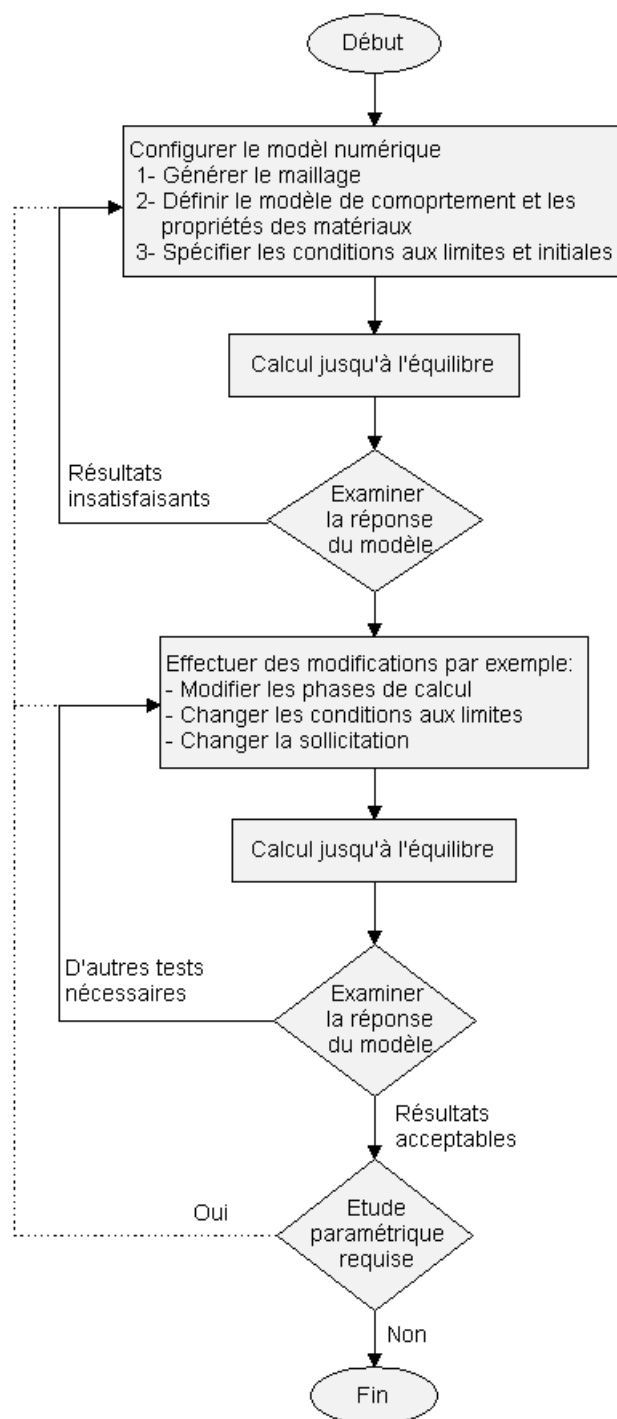 Début
Configurer le modèl numérique
1- Générer le maillage
2- Définir le modèle de comoprtement et les
propriétés des matériaux
3- Spécifier les conditions aux limites et initiales
Calcul jusqu'à l'équilibre
Résultats
insatisfaisants
Examiner
la réponse
du modèle
Effectuer des modifications par exemple:
- Modifier les phases de calcul
- Changer les conditions aux limites
- Changer la sollicitation
Calcul jusqu'à l'équilibre
D'autres tests
nécessaires
Examiner
la réponse
du modèle
Résultats
acceptables
Oui
Etude
paramétrique
requise
Non
Fin